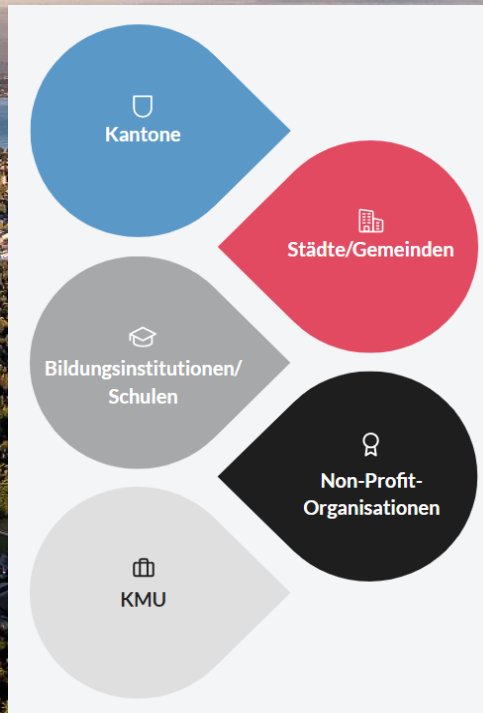 Kantone
Städte/Gemeinden
Bildungsinstitutionen/
Schulen
Non-Profit-
Organisationen
KMU